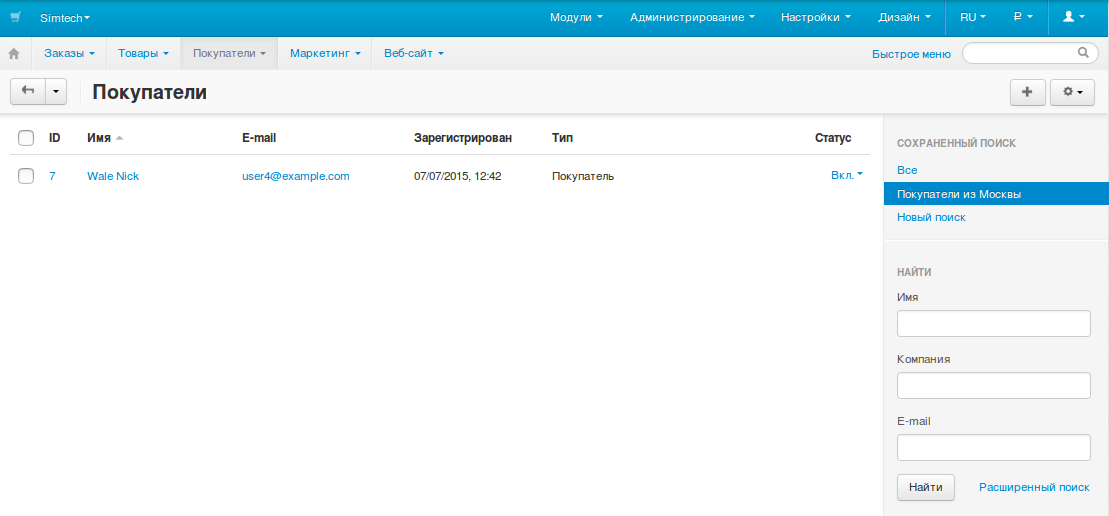 Simtech Модули Администрирование Настройки Дизайн RU ₽
Заказы Товары Покупатели Маркетинг Веб-сайт Быстрое меню
Покупатели
ID Имя E-mail Зарегистрирован Тип Статус
7 Wale Nick user4@example.com 07/07/2015, 12:42 Покупатель Вкл.
СОХРАНЕННЫЙ ПОИСК
Все
Покупатели из Москвы
Новый поиск
НАЙТИ
Имя
Компания
E-mail
Найти Расширенный поиск